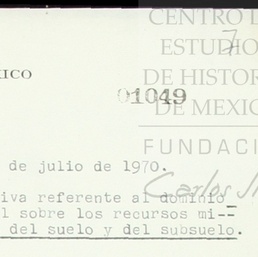 CENTRO D
ESTUDIO
7
DE HISTOR
DE MEXIC
RICO
01049
FUNDACI
de julio de 1970.
Carlos
iva referente al dominio
l sobre los recursos mi--
del suelo y del subsuelo.